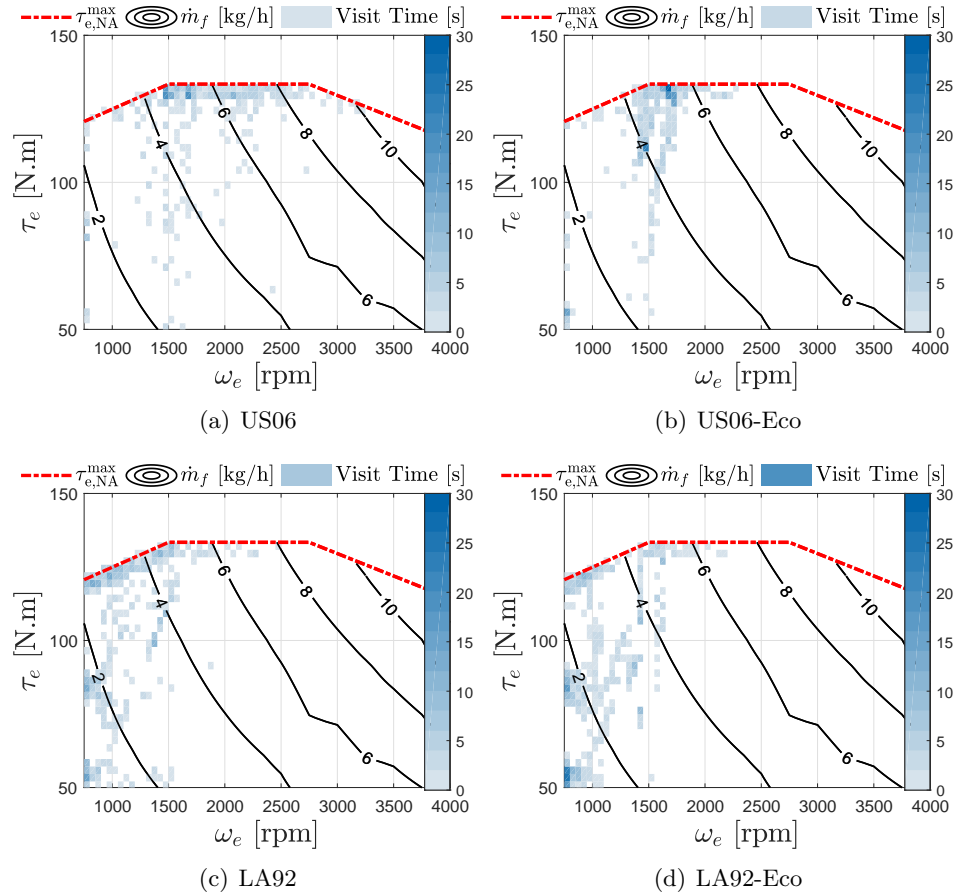 τ_e,NA^max ṁ_f [kg/h] Visit Time [s] τ_e,NA^max ṁ_f [kg/h] Visit Time [s]
150 30 150 30
25 25
6 6
4 8 20 4 8 20
10 10
τ_e [N.m] 100 15 τ_e [N.m] 100 15
2 10 2 10
6 5 6 5
50 0 50 0
1000 1500 2000 2500 3000 3500 4000 1000 1500 2000 2500 3000 3500 4000
ω_e [rpm] ω_e [rpm]
(a) US06 (b) US06-Eco
τ_e,NA^max ṁ_f [kg/h] Visit Time [s] τ_e,NA^max ṁ_f [kg/h] Visit Time [s]
150 30 150 30
25 25
6 6
4 8 20 4 8 20
10 10
τ_e [N.m] 100 15 τ_e [N.m] 100 15
2 10 2 10
6 5 6 5
50 0 50 0
1000 1500 2000 2500 3000 3500 4000 1000 1500 2000 2500 3000 3500 4000
ω_e [rpm] ω_e [rpm]
(c) LA92 (d) LA92-Eco